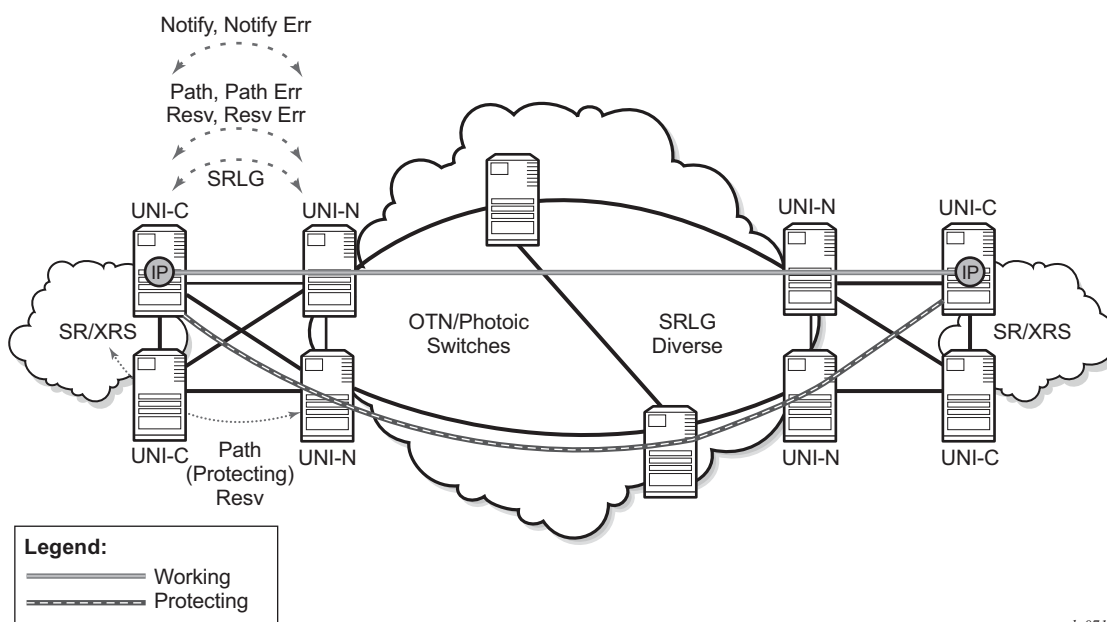 Notify, Notify Err
Path, Path Err
Resv, Resv Err
SRLG
UNI-C
UNI-N
UNI-N
UNI-C
IP
IP
SR/XRS
OTN/Photoic
Switches
SRLG
Diverse
SR/XRS
UNI-C
UNI-N
UNI-N
UNI-C
Path
(Protecting)
Resv
Legend:
Working
Protecting